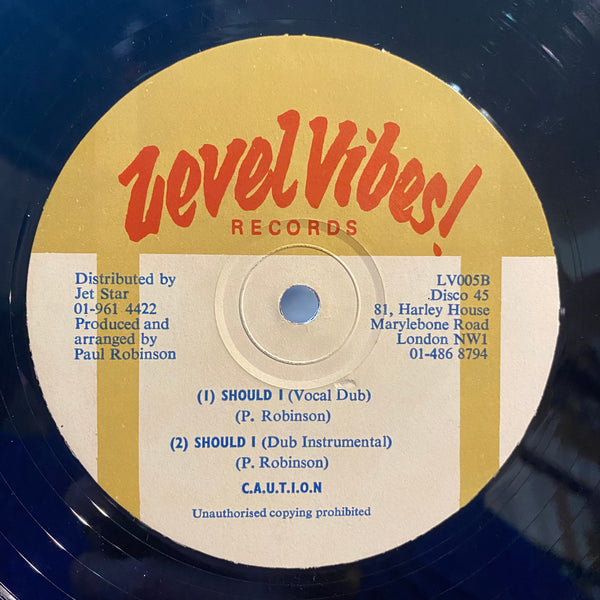 Level Vibes!
RECORDS
Distributed by
Jet Star
01-961 4422
Produced and
arranged by
Paul Robinson
LV005B
Disco 45
81, Harley House
Marylebone Road
London NW1
01-486 8794
(1) SHOULD I (Vocal Dub)
(P. Robinson)
(2) SHOULD I (Dub Instrumental)
(P. Robinson)
C.A.U.T.I.O.N
Unauthorised copying prohibited